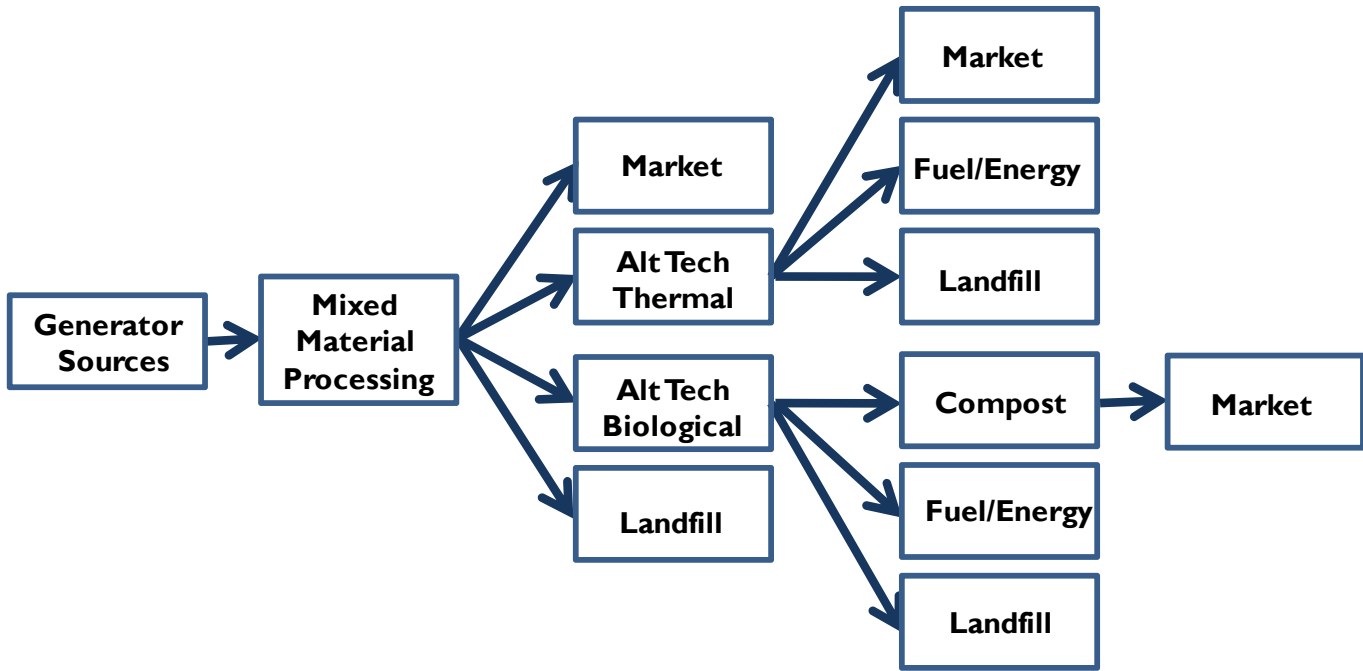 Generator
Sources
Mixed
Material
Processing
Market
Alt Tech
Thermal
Alt Tech
Biological
Landfill
Market
Fuel/Energy
Landfill
Compost
Fuel/Energy
Landfill
Market